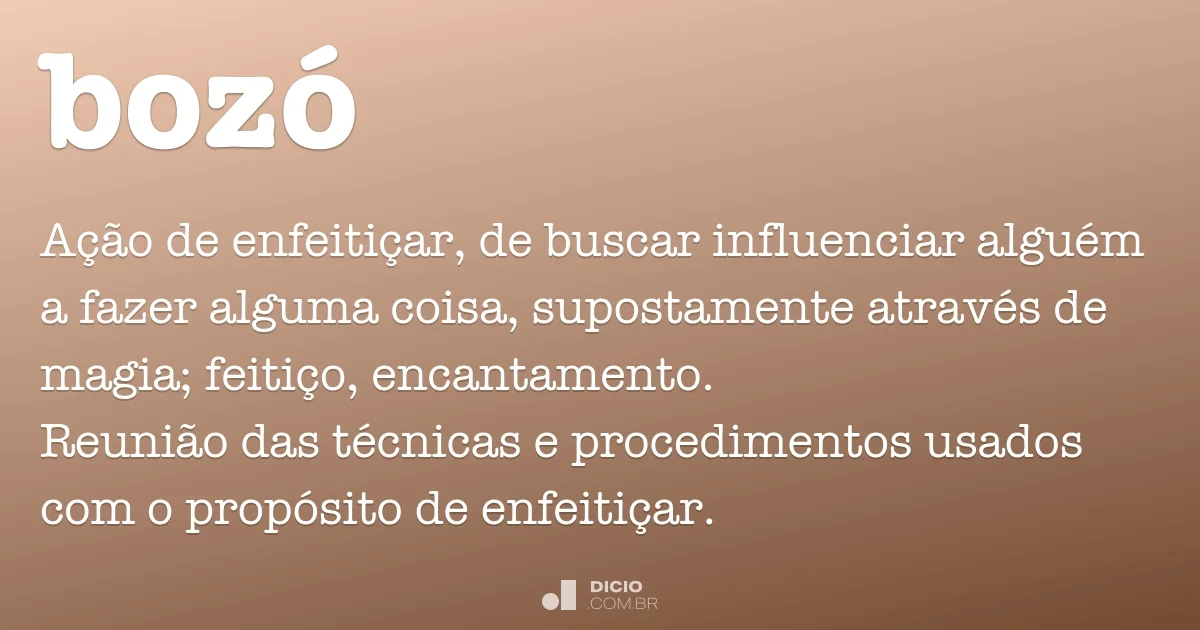 bozó
Ação de enfeitiçar, de buscar influenciar alguém
a fazer alguma coisa, supostamente através de
magia; feitiço, encantamento.
Reunião das técnicas e procedimentos usados
com o propósito de enfeitiçar.
DICIO
.COM.BR